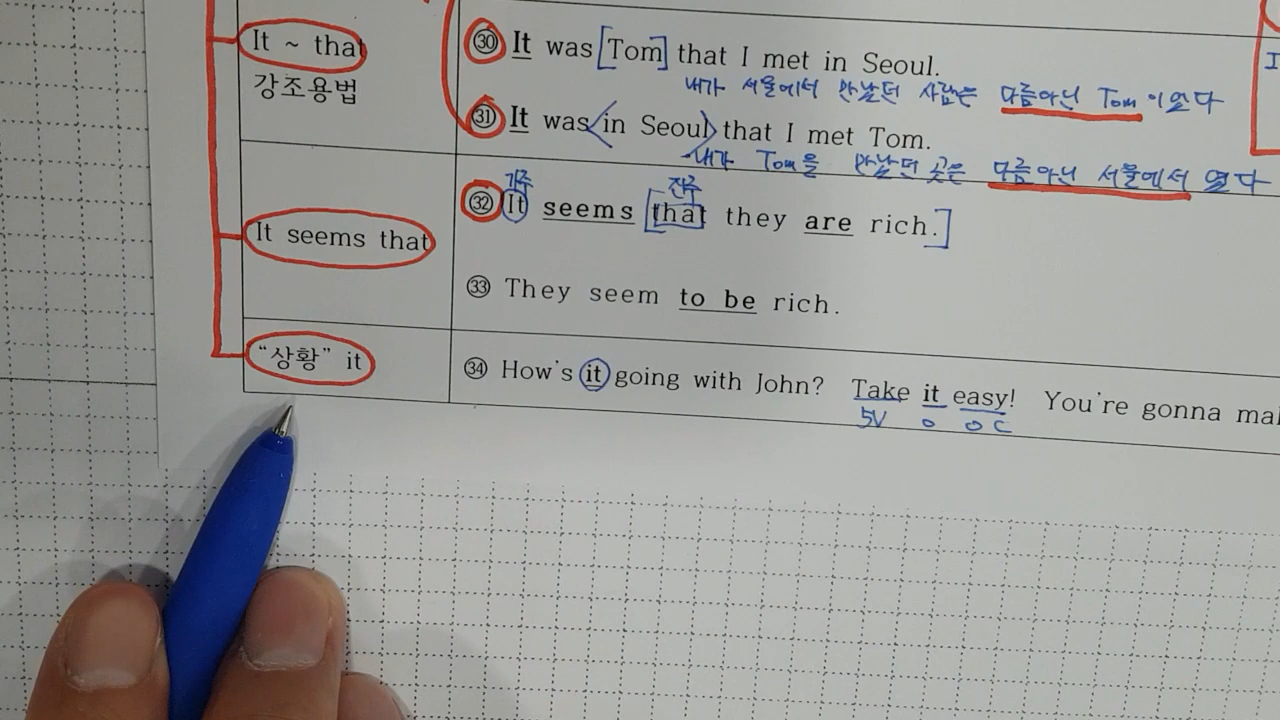 It ~ that
강조용법
㉚ It was [Tom] that I met in Seoul.
내가 서울에서 만났던 사람은 다름아닌 Tom 이었다
㉛ It was <in Seoul> that I met Tom.
내가 Tom을 만났던 곳은 다름아닌 서울에서 였다
It seems that
가주 진주
㉜ It seems [that they are rich.]
㉝ They seem to be rich.
"상황" it
㉞ How's it going with John? Take it easy! You're gonna
5V o o c